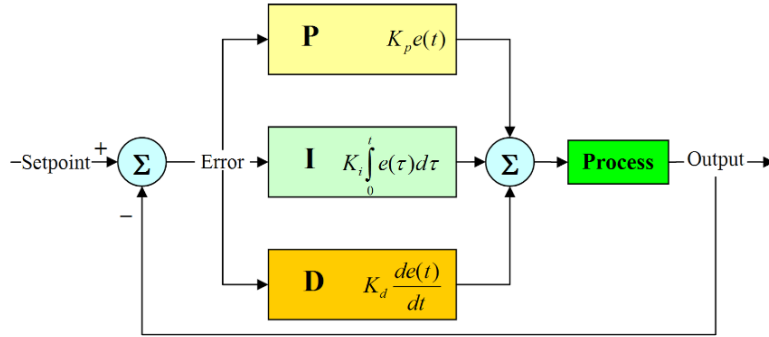 P K_p e(t)
+
–Setpoint Σ Error I K_i ∫_0^t e(τ)dτ Σ Process Output
−
D K_d de(t)/dt